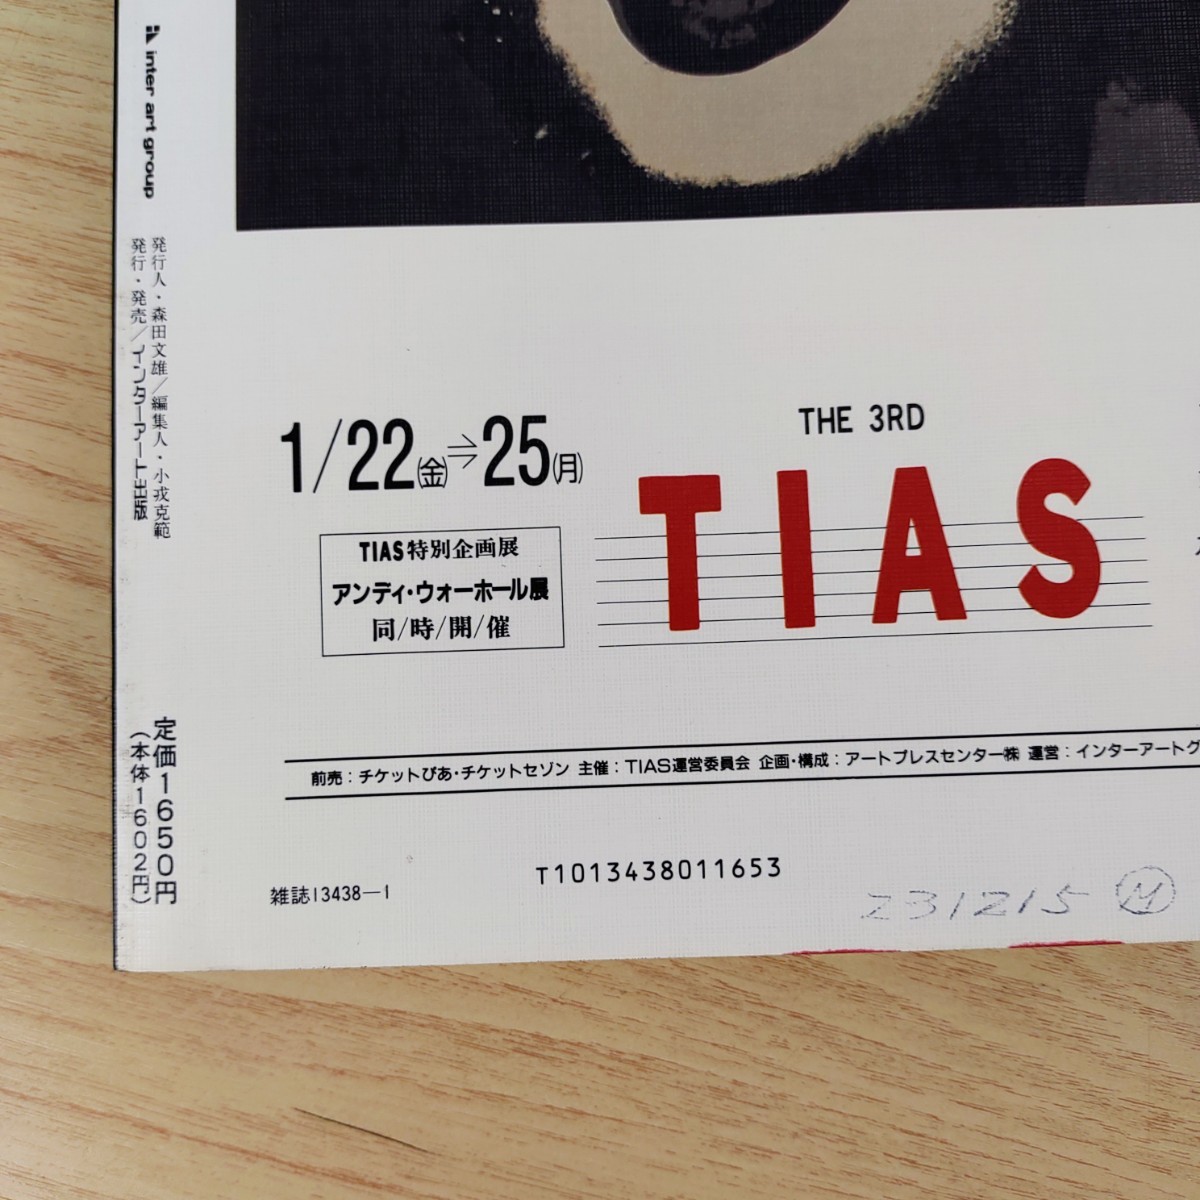 inter art group
発行人・森田文雄/編集人・小戎克範
発行・発売/インターアート出版
定価1650円
(本体1602円)
1/22(金)⇒25(月)
THE 3RD
TIAS
TIAS特別企画展
アンディ・ウォーホール展
同/時/開/催
前売:チケットぴあ・チケットセゾン 主催:TIAS運営委員会 企画・構成:アートプレスセンター㈱ 運営:インターアートグ
雑誌13438—1
T1013438011653
231215 M